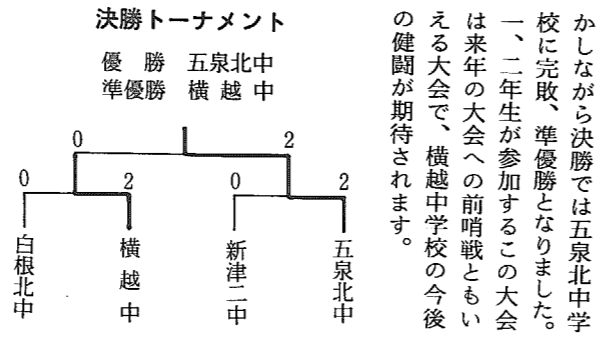 かしながら決勝では五泉北中学
校に完敗、準優勝となりました。
一、二年生が参加するこの大会
は来年の大会への前哨戦ともい
える大会で、横越中学校の今後
の健闘が期待されます。
決勝トーナメント
優勝 五泉北中
準優勝 横越中
0 2
0 2 0 2
白根北中
横越中
新津二中
五泉北中